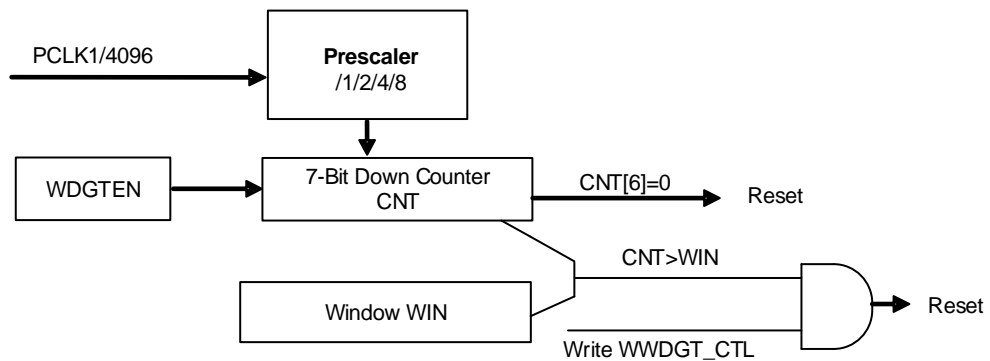 PCLK1/4096
Prescaler
/1/2/4/8
WDGTEN
7-Bit Down Counter
CNT
CNT[6]=0
Reset
CNT>WIN
Window WIN
Reset
Write WWDGT_CTL